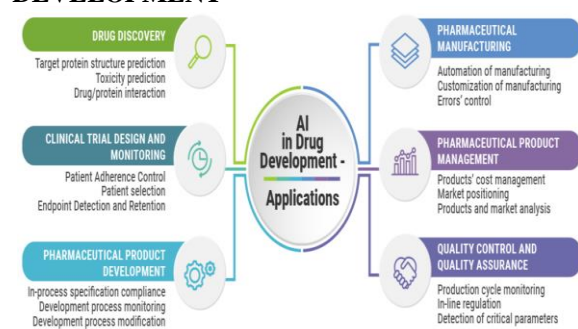 DEVELOPMENT
DRUG DISCOVERY
Target protein structure prediction
Toxicity prediction
Drug/protein interaction
CLINICAL TRIAL DESIGN AND
MONITORING
Patient Adherence Control
Patient selection
Endpoint Detection and Retention
PHARMACEUTICAL PRODUCT
DEVELOPMENT
In-process specification compliance
Development process monitoring
Development process modification
AI
in Drug
Development -
Applications
PHARMACEUTICAL
MANUFACTURING
Automation of manufacturing
Customization of manufacturing
Errors' control
PHARMACEUTICAL PRODUCT
MANAGEMENT
Products' cost management
Market positioning
Products and market analysis
QUALITY CONTROL AND
QUALITY ASSURANCE
Production cycle monitoring
In-line regulation
Detection of critical parameters